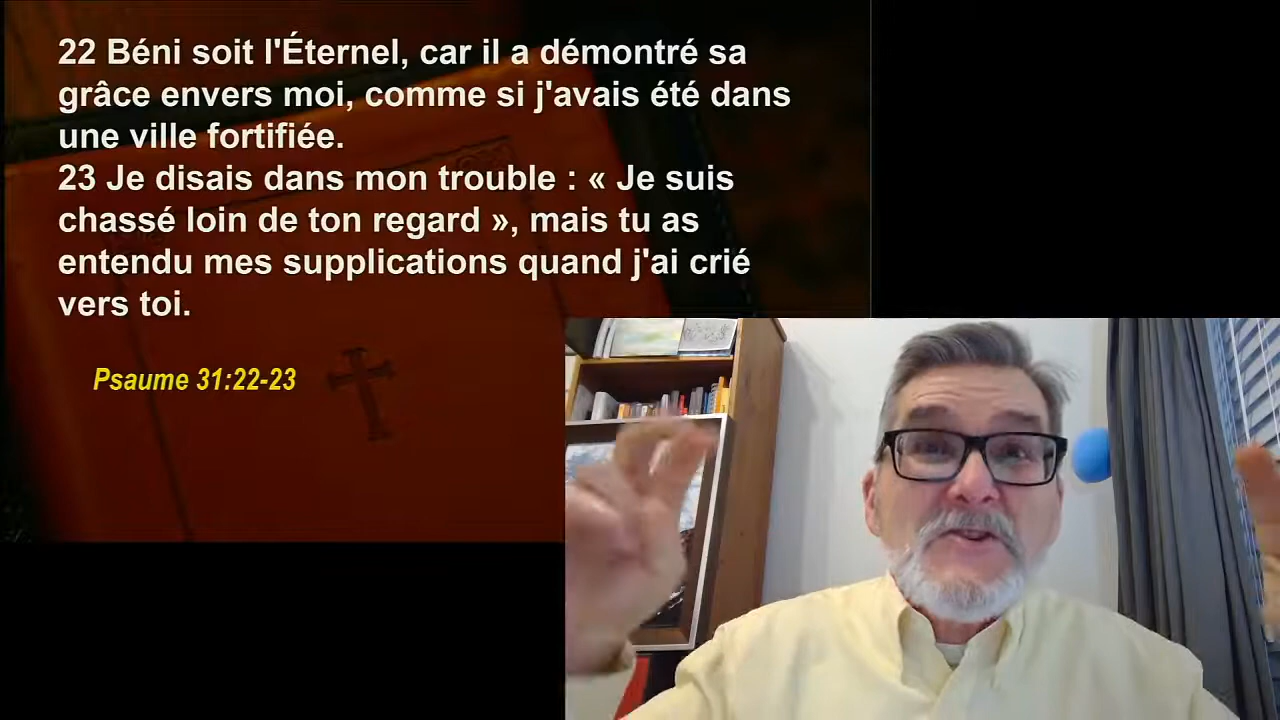 22 Béni soit l'Éternel, car il a démontré sa
grâce envers moi, comme si j'avais été dans
une ville fortifiée.
23 Je disais dans mon trouble : « Je suis
chassé loin de ton regard », mais tu as
entendu mes supplications quand j'ai crié
vers toi.
Psaume 31:22-23